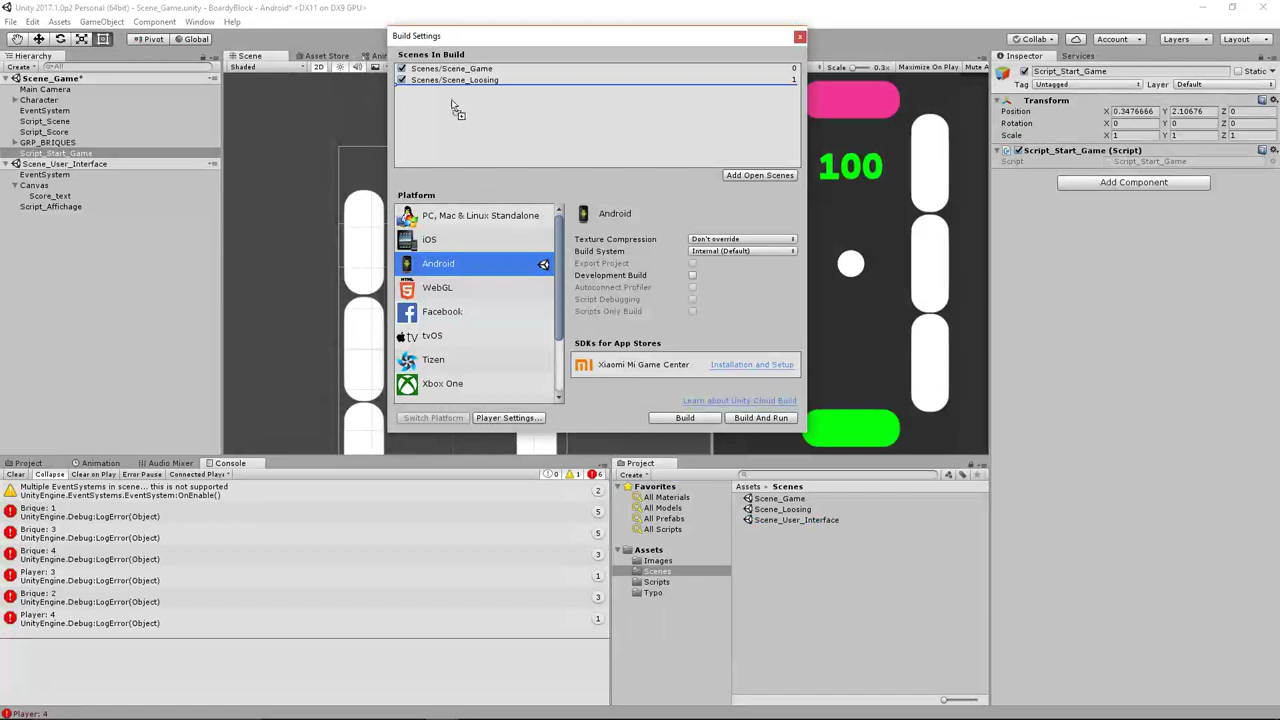 Unity 2017.1.0p2 Personal (64bit) - Scene_Game.unity - BoardyBlock - Android* <DX11 on DX9 GPU>
File Edit Assets GameObject Component Window Help
Pivot Global
Collab Account Layers Layout
Hierarchy
Create
Scene_Game*
Main Camera
Character
EventSystem
Script_Scene
Script_Score
GRP_BRIQUES
Script_Start_Game
Scene_User_Interface
EventSystem
Canvas
Score_text
Script_Affichage
Scene Asset Store
Shaded 2D
Build Settings
Scenes In Build
Scenes/Scene_Game 0
Scenes/Scene_Loosing 1
Add Open Scenes
Platform
PC, Mac & Linux Standalone
iOS
Android
WebGL
Facebook
tvOS
Tizen
Xbox One
Android
Texture Compression Don't override
Build System Internal (Default)
Export Project
Development Build
Autoconnect Profiler
Script Debugging
Scripts Only Build
SDKs for App Stores
Xiaomi Mi Game Center Installation and Setup
Learn about Unity Cloud Build
Switch Platform Player Settings... Build Build And Run
Scale 0.3x Maximize On Play
100
Inspector Services
Script_Start_Game Static
Tag Untagged Layer Default
Transform
Position X 0.3476666 Y 2.10676 Z 0
Rotation X 0 Y 0 Z 0
Scale X 1 Y 1 Z 1
Script_Start_Game (Script)
Script Script_Start_Game
Add Component
Project Animation Audio Mixer Console
Clear Collapse Clear on Play Error Pause Connected Player 0 1 6
Multiple EventSystems in scene... this is not supported
UnityEngine.EventSystems.EventSystem:OnEnable() 2
Brique: 1
UnityEngine.Debug:LogError(Object) 5
Brique: 3
UnityEngine.Debug:LogError(Object) 5
Brique: 4
UnityEngine.Debug:LogError(Object) 3
Player: 3
UnityEngine.Debug:LogError(Object) 1
Brique: 2
UnityEngine.Debug:LogError(Object) 3
Player: 4
UnityEngine.Debug:LogError(Object) 1
Project
Create
Favorites
All Materials
All Models
All Prefabs
All Scripts
Assets
Images
Scenes
Scripts
Typo
Assets Scenes
Scene_Game
Scene_Loosing
Scene_User_Interface
Player: 4